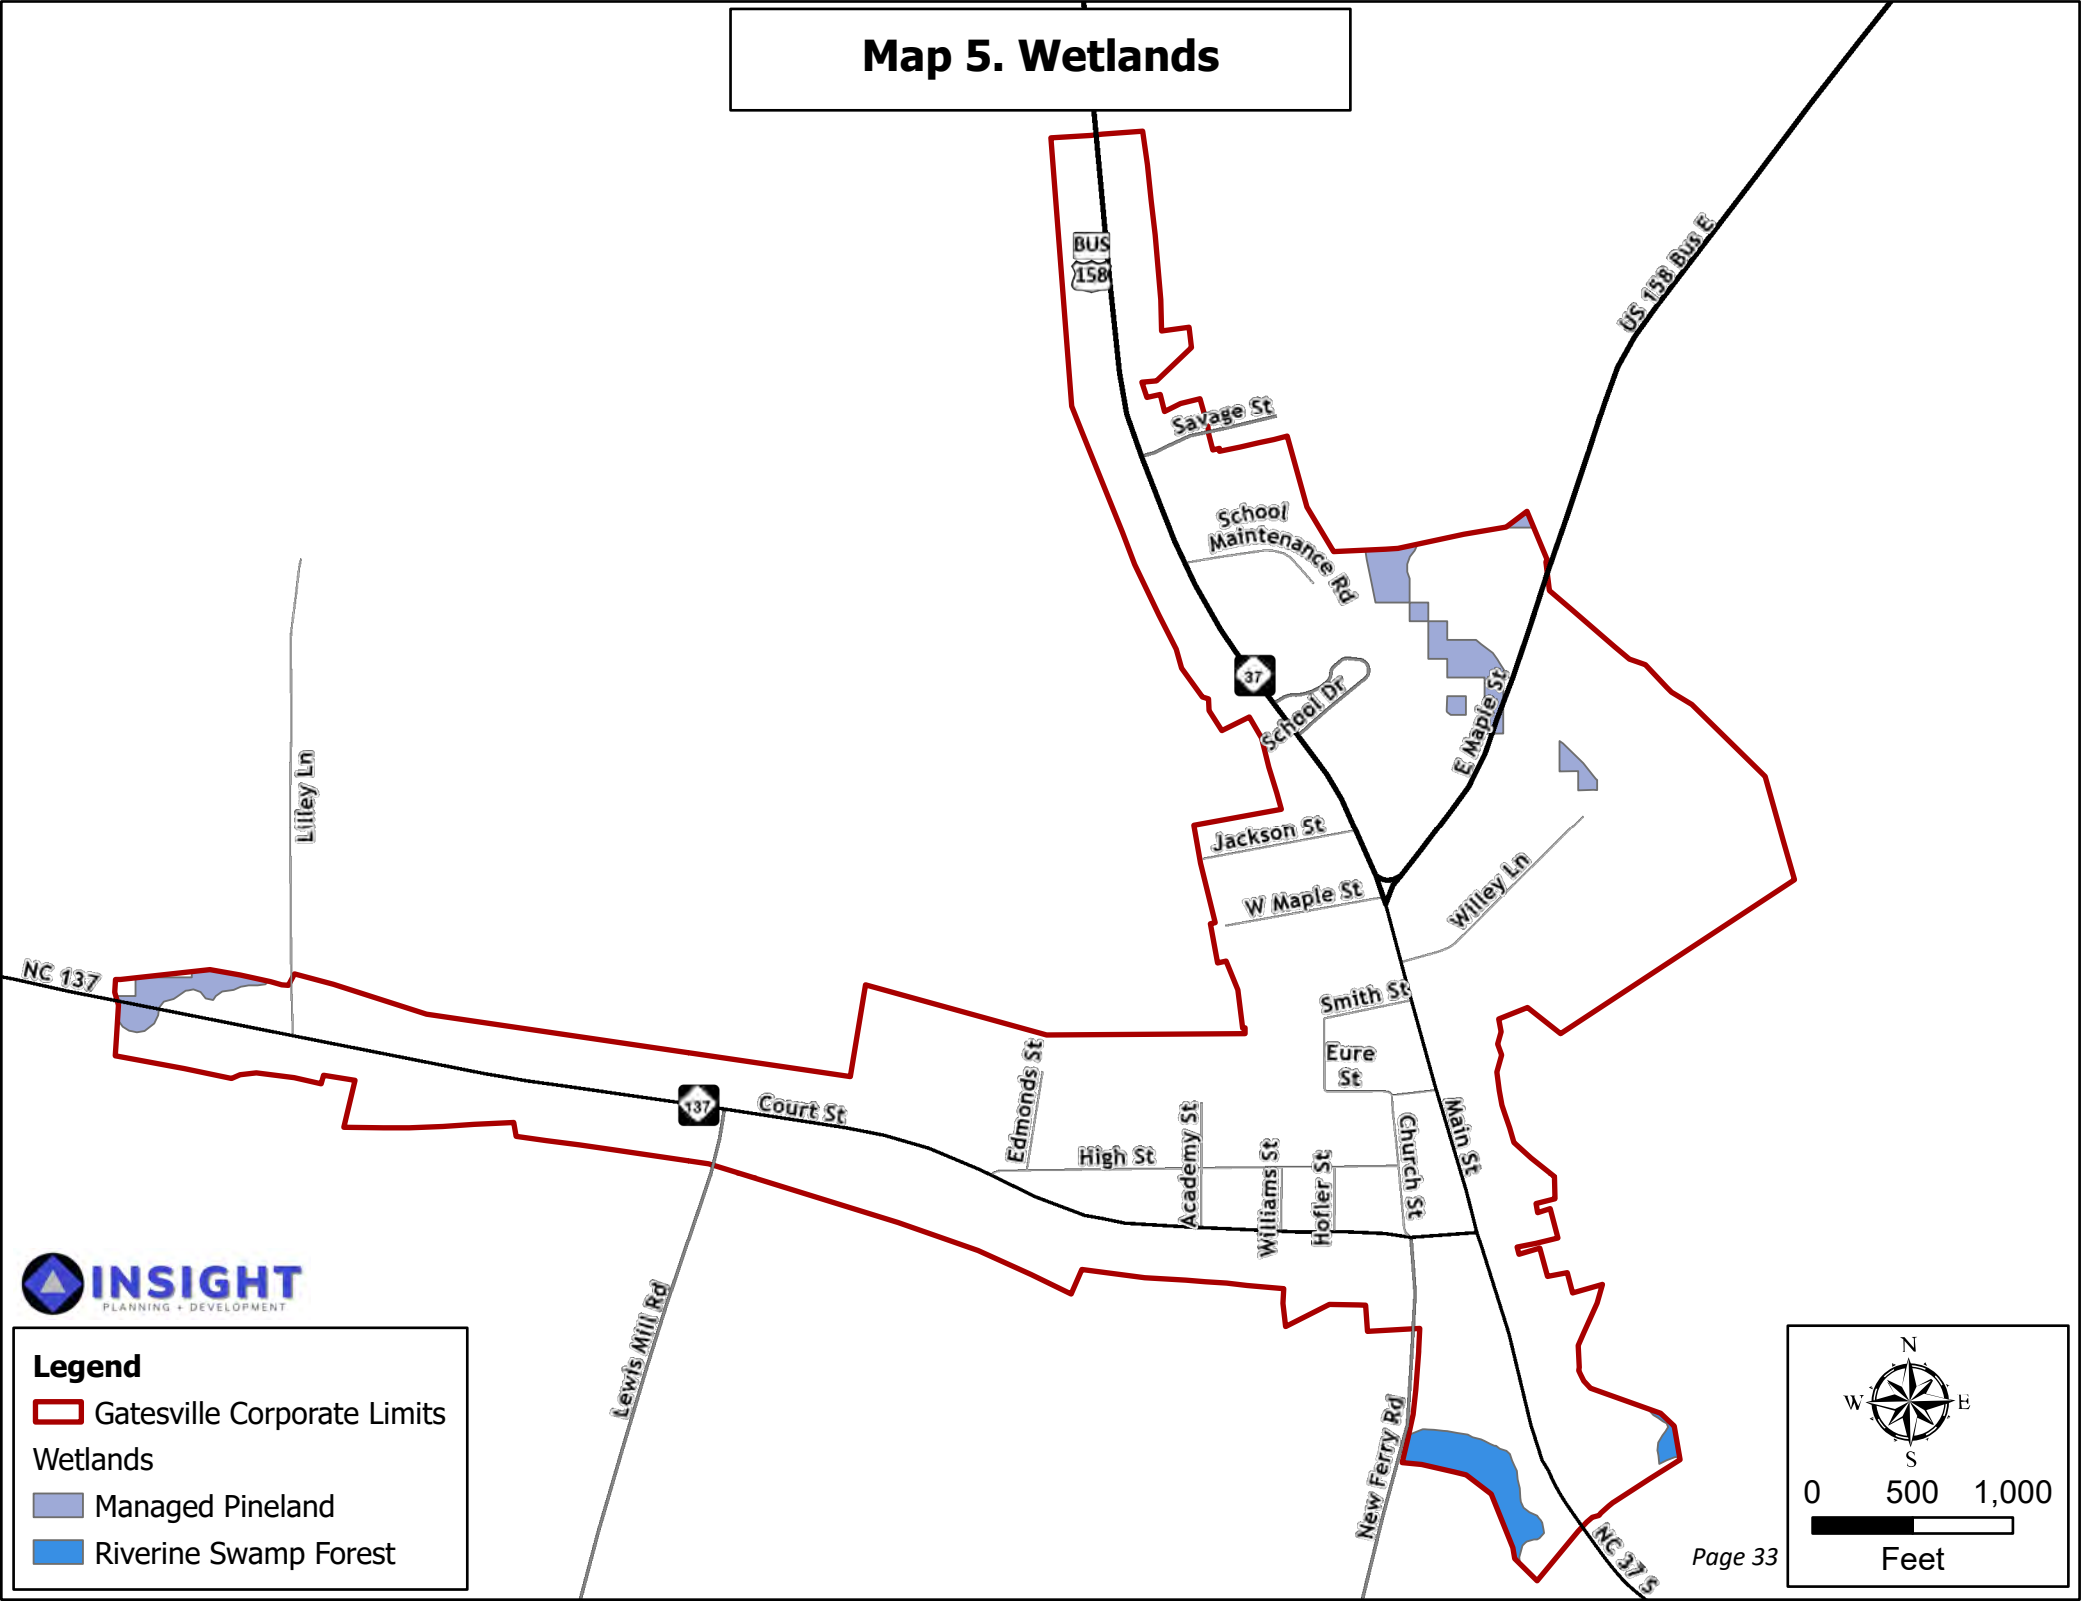 Map 5. Wetlands
BUS
158
US 158 Bus E
Savage St
School
Maintenance Rd
37
School Dr
E Maple St
Lilley Ln
Jackson St
W Maple St
Willey Ln
NC 137
Smith St
Eure
St
Edmonds St
137
Court St
High St
Academy St
Williams St
Hofler St
Church St
Main St
INSIGHT
PLANNING + DEVELOPMENT
Lewis Mill Rd
New Ferry Rd
NC 37 S
Legend
Gatesville Corporate Limits
Wetlands
Managed Pineland
Riverine Swamp Forest
N
W E
S
0 500 1,000
Feet
Page 33